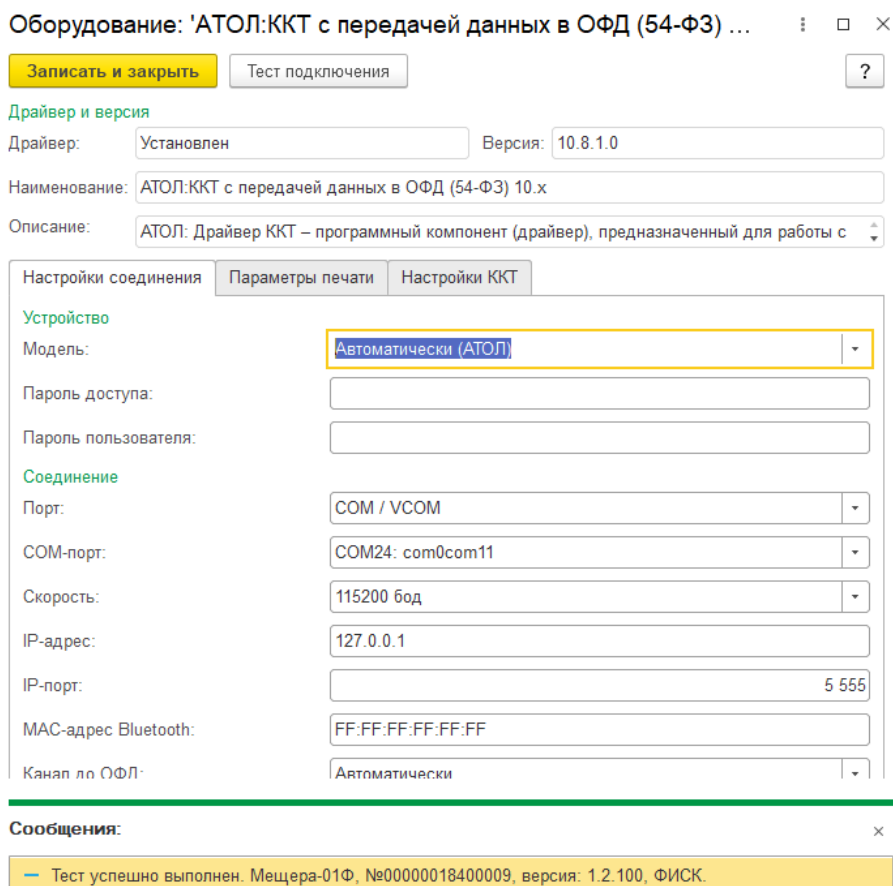 Оборудование: 'АТОЛ:ККТ с передачей данных в ОФД (54-ФЗ) ...
Записать и закрыть Тест подключения ?
Драйвер и версия
Драйвер: Установлен Версия: 10.8.1.0
Наименование: АТОЛ:ККТ с передачей данных в ОФД (54-ФЗ) 10.x
Описание: АТОЛ: Драйвер ККТ – программный компонент (драйвер), предназначенный для работы с
Настройки соединения Параметры печати Настройки ККТ
Устройство
Модель: Автоматически (АТОЛ)
Пароль доступа:
Пароль пользователя:
Соединение
Порт: COM / VCOM
COM-порт: COM24: com0com11
Скорость: 115200 бод
IP-адрес: 127.0.0.1
IP-порт: 5 555
MAC-адрес Bluetooth: FF:FF:FF:FF:FF:FF
Канал до ОФД: Автоматически
Сообщения:
Тест успешно выполнен. Мещера-01Ф, №00000018400009, версия: 1.2.100, ФИСК.